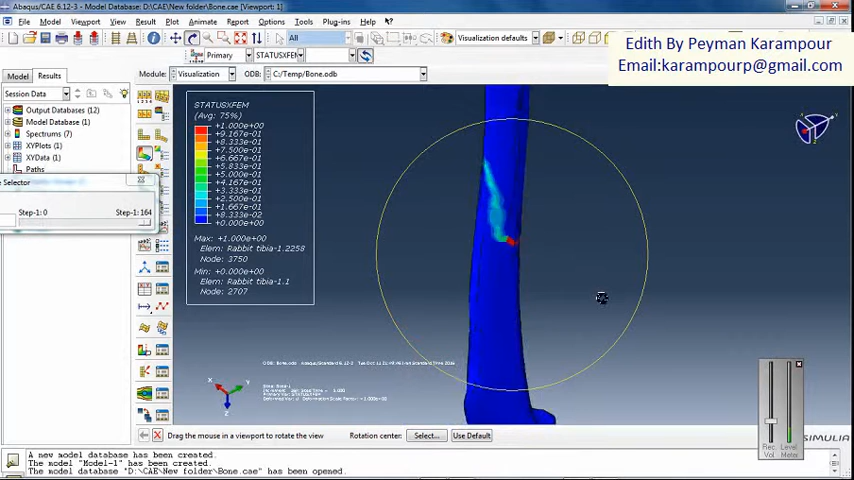 Abaqus/CAE 6.12-3 - Model Database: D:\CAE\New folder\Bone.cae - [Viewport: 1]
File Model Viewport View Result Plot Animate Report Options Tools Plug-ins Help
All
Visualization defaults
Edith By Peyman Karampour
Email:karampourp@gmail.com
Primary STATUSXFEM
Model Results Module: Visualization ODB: C:/Temp/Bone.odb
Session Data
Output Databases (12)
Model Database (1)
Spectrums (7)
XYPlots (1)
XYData (1)
Paths
Selector
Step-1: 0 Step-1: 164
STATUSXFEM
(Avg: 75%)
+1.000e+00
+9.167e-01
+8.333e-01
+7.500e-01
+6.667e-01
+5.833e-01
+5.000e-01
+4.167e-01
+3.333e-01
+2.500e-01
+1.667e-01
+8.333e-02
+0.000e+00
Max: +1.000e+00
Elem: Rabbit tibia-1.2258
Node: 3750
Min: +0.000e+00
Elem: Rabbit tibia-1.1
Node: 2707
X Y
Z
Rec. Vol
Level Meter
SIMULIA
Drag the mouse in a viewport to rotate the view Rotation center: Select... Use Default
A new model database has been created.
The model "Model-1" has been created.
The model database "D:\CAE\New folder\Bone.cae" has been opened.